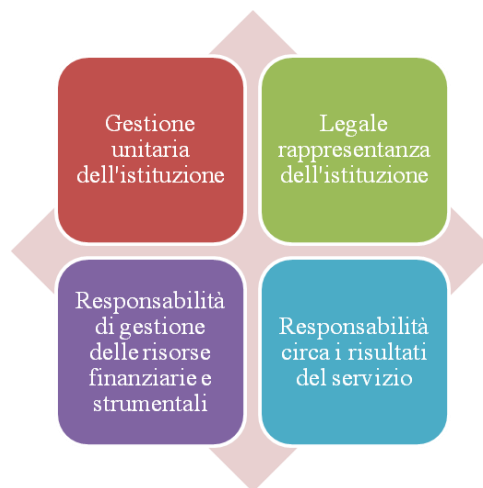 Gestione
unitaria
dell'istituzione
Legale
rappresentanza
dell'istituzione
Responsabilità
di gestione
delle risorse
finanziarie e
strumentali
Responsabilità
circa i risultati
del servizio